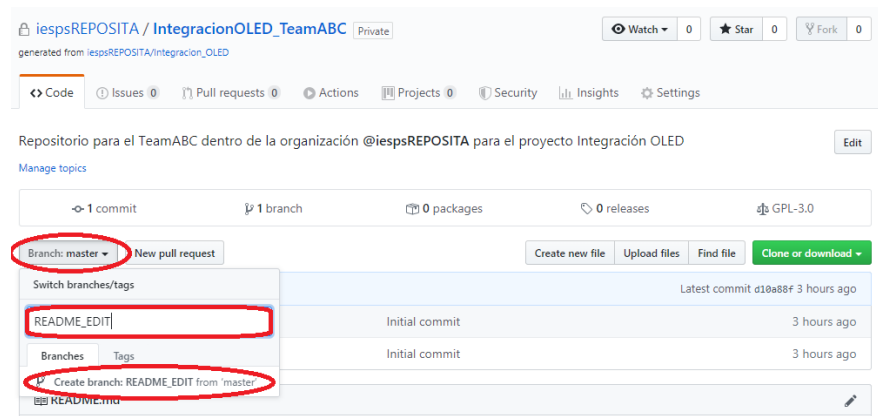 iespsREPOSITA / IntegracionOLED_TeamABC Private
Watch 0 Star 0 Fork 0
generated from iespsREPOSITA/Integracion_OLED
Code Issues 0 Pull requests 0 Actions Projects 0 Security Insights Settings
Repositorio para el TeamABC dentro de la organización @iespsREPOSITA para el proyecto Integración OLED
Edit
Manage topics
1 commit 1 branch 0 packages 0 releases GPL-3.0
Branch: master New pull request Create new file Upload files Find file Clone or download
Switch branches/tags
Latest commit d10a88f 3 hours ago
README_EDIT
Initial commit 3 hours ago
Branches Tags
Initial commit 3 hours ago
Create branch: README_EDIT from 'master'
README.md